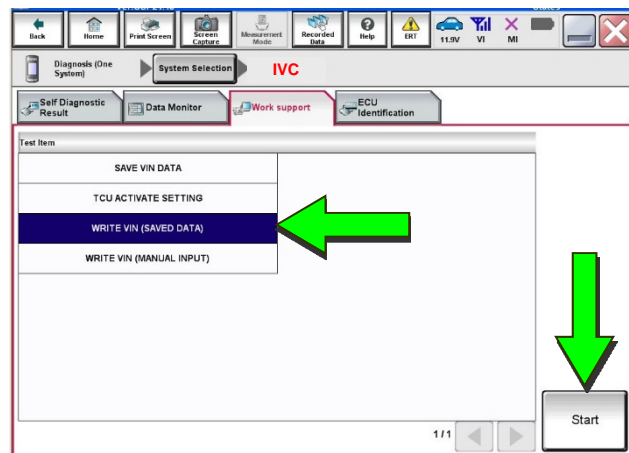 Back
Home
Print Screen
Screen
Capture
Measurement
Mode
Recorded
Data
Help
ERT
11.9V
VI
MI
Diagnosis (One
System)
System Selection
IVC
Self Diagnostic
Result
Data Monitor
Work support
ECU
Identification
Test Item
SAVE VIN DATA
TCU ACTIVATE SETTING
WRITE VIN (SAVED DATA)
WRITE VIN (MANUAL INPUT)
1/1
Start